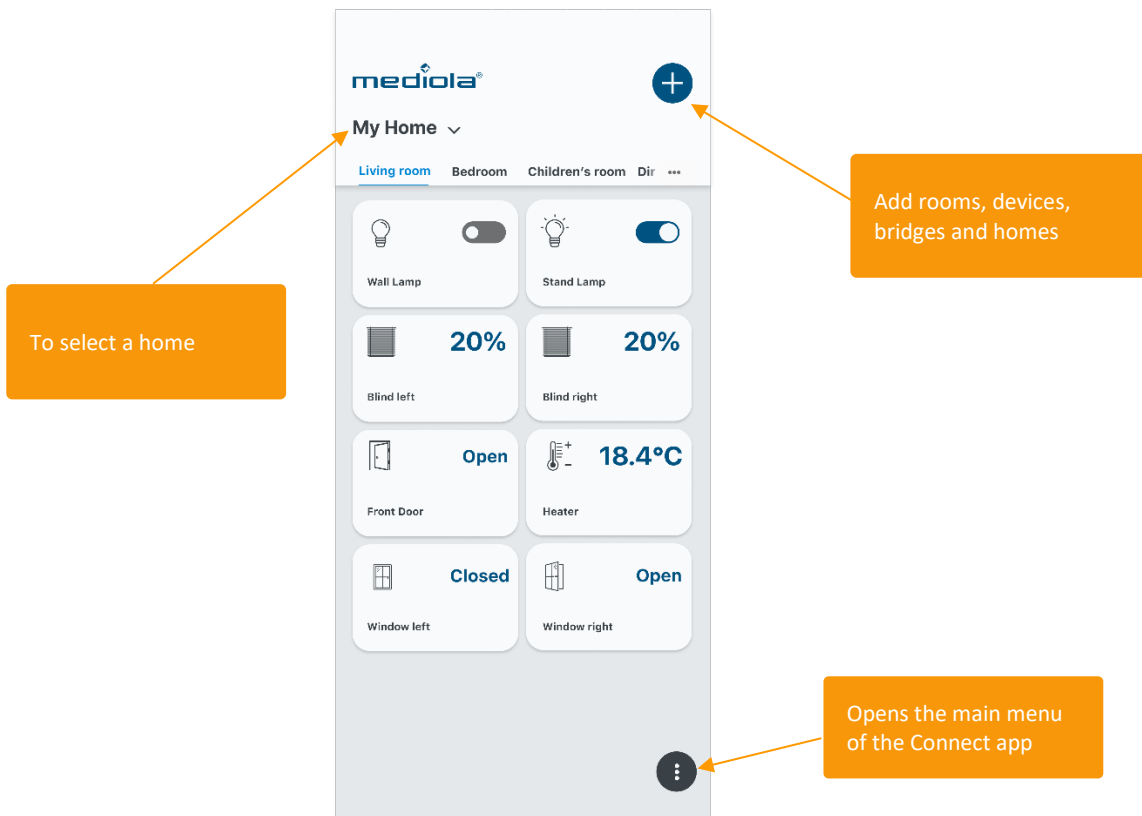 mediola®
My Home
Living room Bedroom Children's room Dir •••
Add rooms, devices,
bridges and homes
Wall Lamp
Stand Lamp
To select a home
20%
Blind left
20%
Blind right
Open
Front Door
18.4°C
Heater
Closed
Window left
Open
Window right
Opens the main menu
of the Connect app